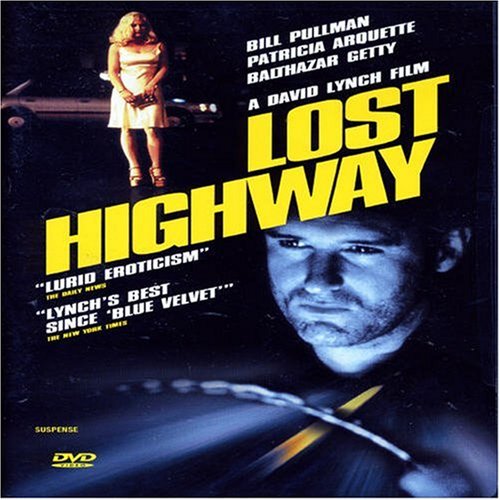 BILL PULLMAN
PATRICIA ARQUETTE
BALTHAZAR GETTY
A DAVID LYNCH FILM
LOST
HIGHWAY
"LURID EROTICISM"
THE DAILY NEWS
"LYNCH'S BEST
SINCE 'BLUE VELVET'"
THE NEW YORK TIMES
SUSPENSE
DVD
VIDEO